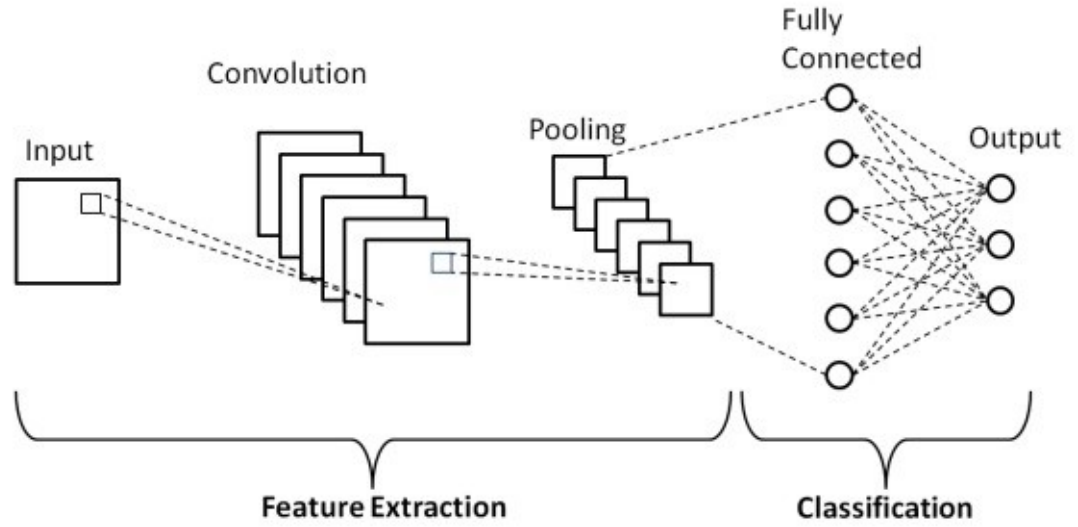 Input
Convolution
Pooling
Fully
Connected
Output
Feature Extraction
Classification